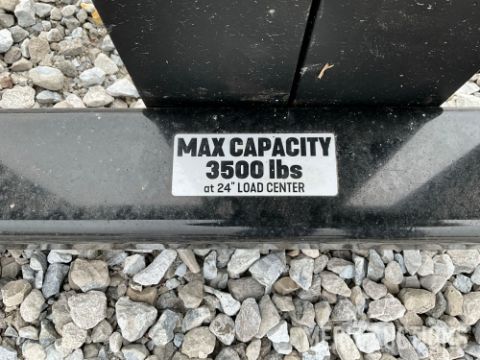 MAX CAPACITY
3500 lbs
at 24" LOAD CENTER